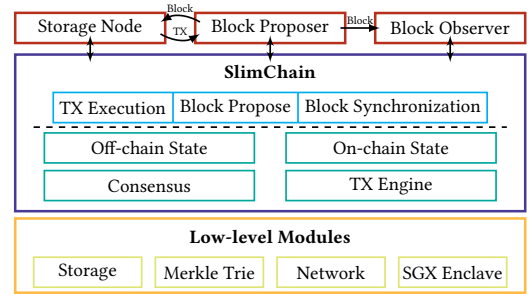 Block
Storage Node TX Block Proposer Block Block Observer
SlimChain
TX Execution Block Propose Block Synchronization
Off-chain State On-chain State
Consensus TX Engine
Low-level Modules
Storage Merkle Trie Network SGX Enclave